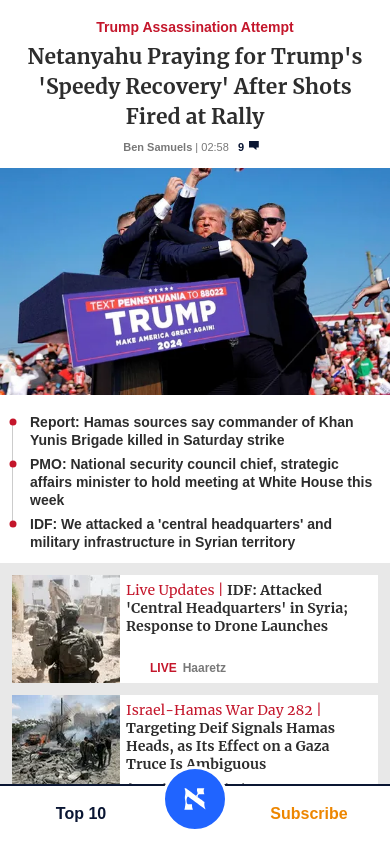 Trump Assassination Attempt
Netanyahu Praying for Trump's
'Speedy Recovery' After Shots
Fired at Rally
Ben Samuels | 02:58 9
TEXT PENNSYLVANIA TO 88022
TRUMP
MAKE AMERICA GREAT AGAIN!
2024
Report: Hamas sources say commander of Khan
Yunis Brigade killed in Saturday strike
PMO: National security council chief, strategic
affairs minister to hold meeting at White House this
week
IDF: We attacked a 'central headquarters' and
military infrastructure in Syrian territory
Live Updates | IDF: Attacked
'Central Headquarters' in Syria;
Response to Drone Launches
LIVE Haaretz
Israel-Hamas War Day 282 |
Targeting Deif Signals Hamas
Heads, as Its Effect on a Gaza
Truce Is Ambiguous
Top 10
Subscribe